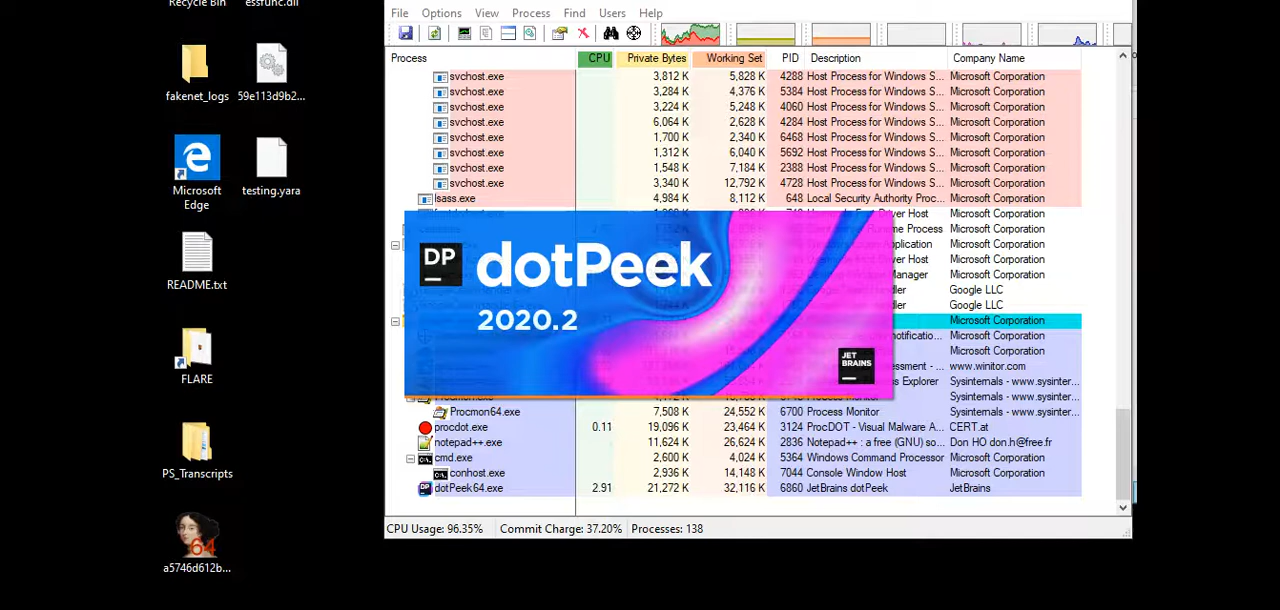 Recycle Bin
essfunc.dll
File Options View Process Find Users Help
Process CPU Private Bytes Working Set PID Description Company Name
svchost.exe 3,812 K 5,828 K 4288 Host Process for Windows S... Microsoft Corporation
svchost.exe 3,284 K 4,376 K 5384 Host Process for Windows S... Microsoft Corporation
svchost.exe 3,224 K 5,248 K 4060 Host Process for Windows S... Microsoft Corporation
svchost.exe 6,064 K 2,628 K 4284 Host Process for Windows S... Microsoft Corporation
svchost.exe 1,700 K 2,340 K 6468 Host Process for Windows S... Microsoft Corporation
svchost.exe 1,312 K 6,040 K 5692 Host Process for Windows S... Microsoft Corporation
svchost.exe 1,548 K 7,184 K 2388 Host Process for Windows S... Microsoft Corporation
svchost.exe 3,340 K 12,792 K 4728 Host Process for Windows S... Microsoft Corporation
lsass.exe 4,984 K 8,112 K 648 Local Security Authority Proc... Microsoft Corporation
Driver Host Microsoft Corporation
Process Microsoft Corporation
Application Microsoft Corporation
Microsoft Corporation
Manager Microsoft Corporation
Google LLC
Google LLC
Microsoft Corporation
Microsoft Corporation
Microsoft Corporation
www.winitor.com
Explorer Sysinternals - www.sysinter...
Process Monitor Sysinternals - www.sysinter...
Procmon64.exe 7,508 K 24,552 K 6700 Process Monitor Sysinternals - www.sysinter...
procdot.exe 0.11 19,096 K 23,464 K 3124 ProcDOT - Visual Malware A... CERT.at
notepad++.exe 11,624 K 26,624 K 2836 Notepad++ : a free (GNU) so... Don HO don.h@free.fr
cmd.exe 2,600 K 4,024 K 5364 Windows Command Processor Microsoft Corporation
conhost.exe 2,936 K 14,148 K 7044 Console Window Host Microsoft Corporation
dotPeek64.exe 2.91 21,272 K 32,116 K 6860 JetBrains dotPeek JetBrains
CPU Usage: 96.35% Commit Charge: 37.20% Processes: 138
DP
dotPeek
2020.2
JET
BRAINS
fakenet_logs
59e113d9b2...
Microsoft
Edge
testing.yara
README.txt
FLARE
PS_Transcripts
64
a5746d612b...